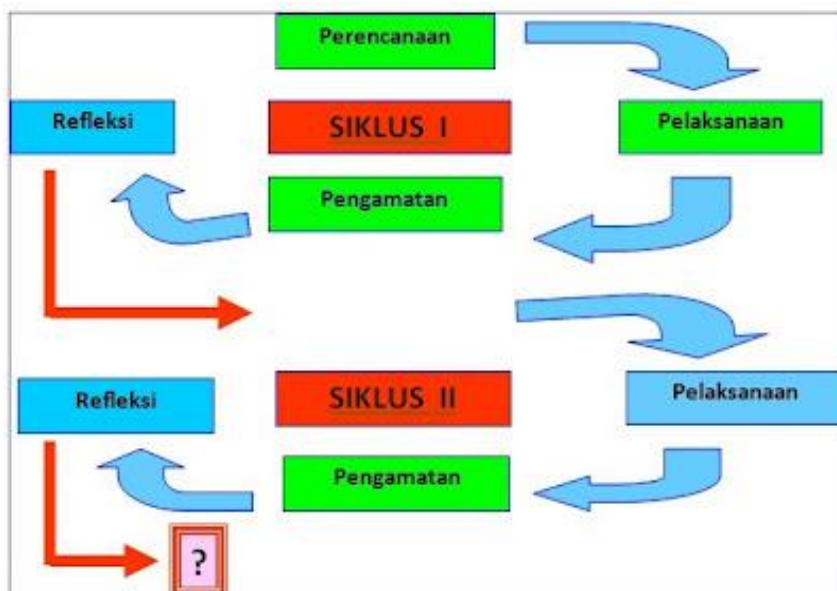 Perencanaan
Refleksi
SIKLUS I
Pelaksanaan
Pengamatan
Refleksi
SIKLUS II
Pelaksanaan
Pengamatan
?